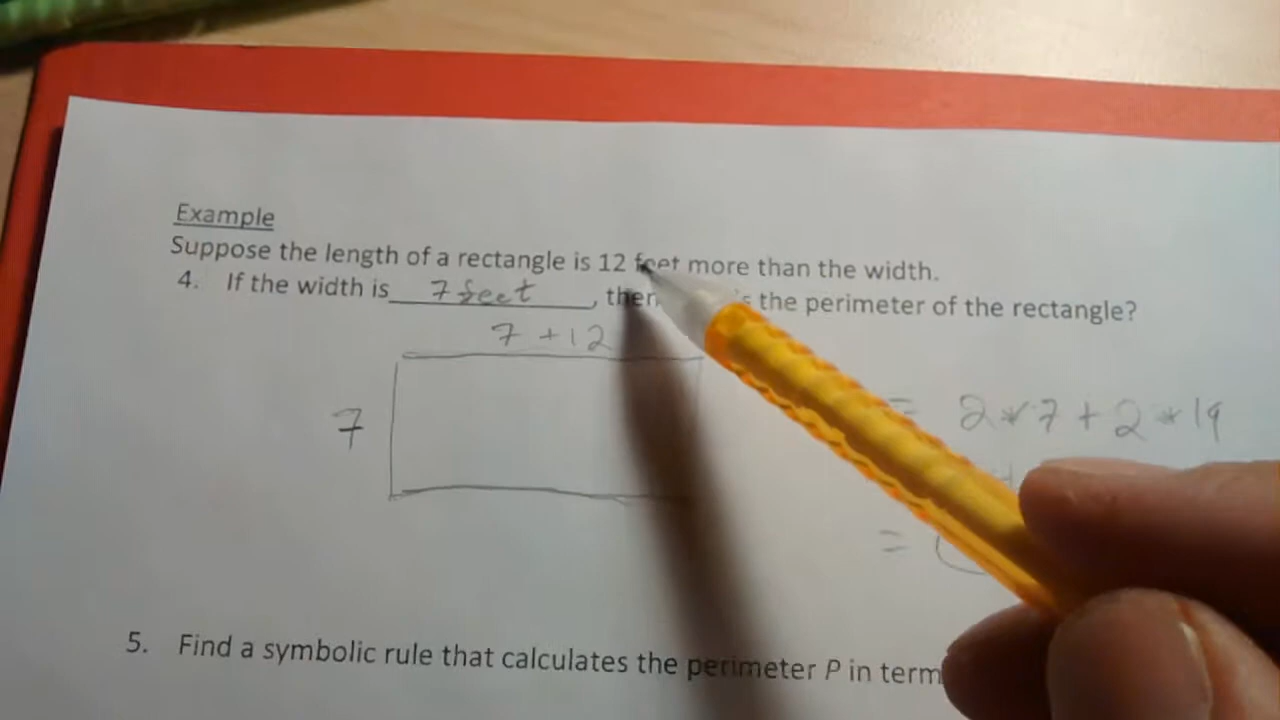 Example
Suppose the length of a rectangle is 12 feet more than the width.
4. If the width is 7 feet, the perimeter of the rectangle?
7 + 12
7
= 2 * 7 + 2 * 19
=
5. Find a symbolic rule that calculates the perimeter P in